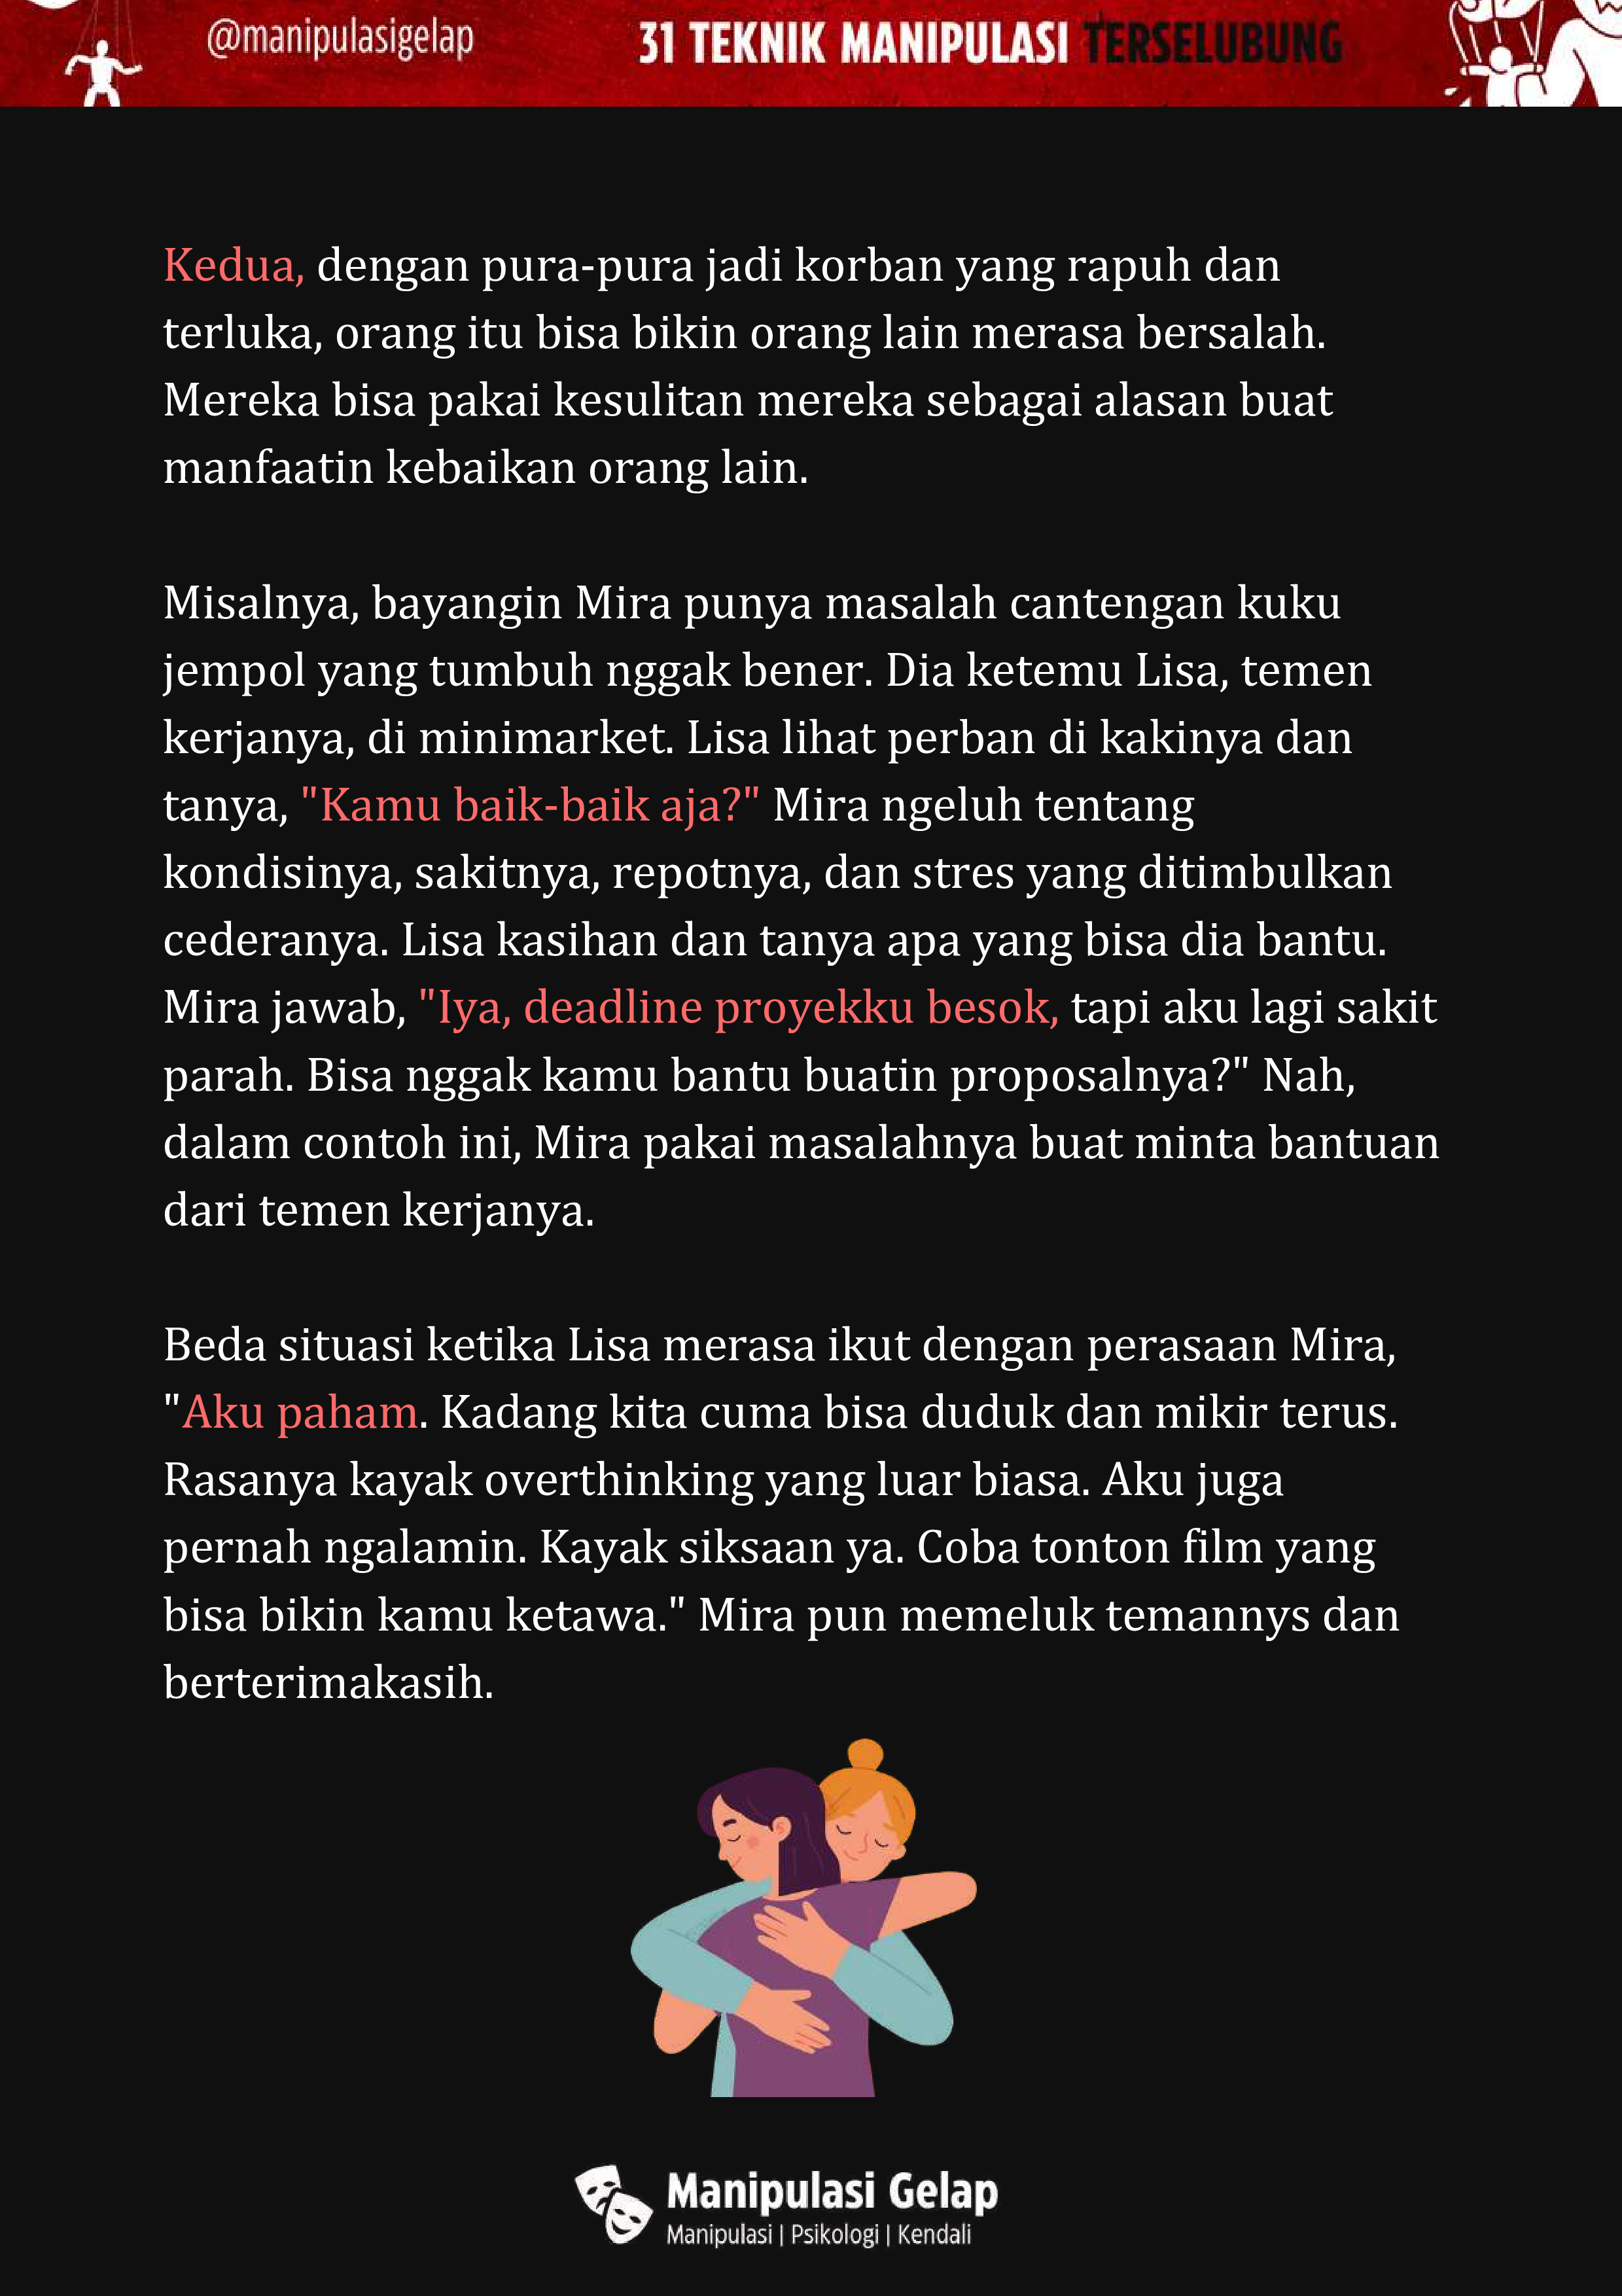 @manipulasigelap
31 TEKNIK MANIPULASI TERSELUBUNG
Kedua, dengan pura-pura jadi korban yang rapuh dan
terluka, orang itu bisa bikin orang lain merasa bersalah.
Mereka bisa pakai kesulitan mereka sebagai alasan buat
manfaatin kebaikan orang lain.
Misalnya, bayangin Mira punya masalah cantengan kuku
jempol yang tumbuh nggak bener. Dia ketemu Lisa, temen
kerjanya, di minimarket. Lisa lihat perban di kakinya dan
tanya, "Kamu baik-baik aja?" Mira ngeluh tentang
kondisinya, sakitnya, repotnya, dan stres yang ditimbulkan
cederanya. Lisa kasihan dan tanya apa yang bisa dia bantu.
Mira jawab, "Iya, deadline proyekku besok, tapi aku lagi sakit
parah. Bisa nggak kamu bantu buatin proposalnya?" Nah,
dalam contoh ini, Mira pakai masalahnya buat minta bantuan
dari temen kerjanya.
Beda situasi ketika Lisa merasa ikut dengan perasaan Mira,
"Aku paham. Kadang kita cuma bisa duduk dan mikir terus.
Rasanya kayak overthinking yang luar biasa. Aku juga
pernah ngalamin. Kayak siksaan ya. Coba tonton film yang
bisa bikin kamu ketawa." Mira pun memeluk temannys dan
berterimakasih.
Manipulasi Gelap
Manipulasi | Psikologi | Kendali